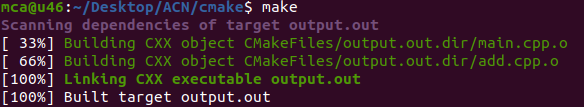 mca@u46:~/Desktop/ACN/cmake$ make
Scanning dependencies of target output.out
[ 33%] Building CXX object CMakeFiles/output.out.dir/main.cpp.o
[ 66%] Building CXX object CMakeFiles/output.out.dir/add.cpp.o
[100%] Linking CXX executable output.out
[100%] Built target output.out